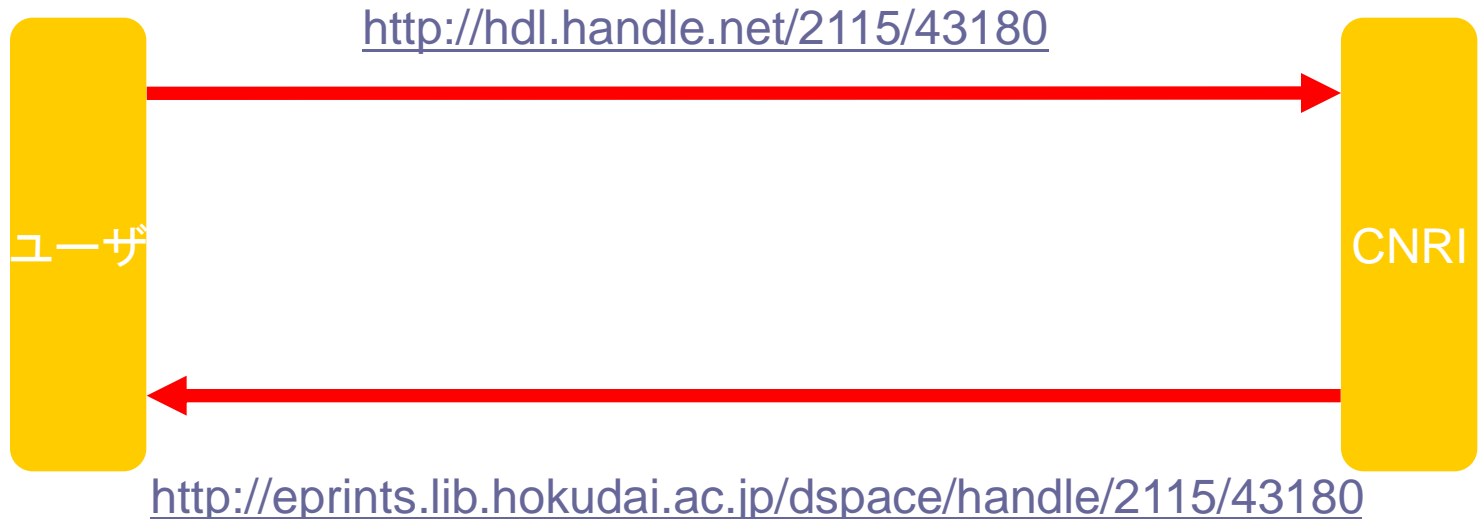 http://hdl.handle.net/2115/43180
ユーザ
CNRI
http://eprints.lib.hokudai.ac.jp/dspace/handle/2115/43180